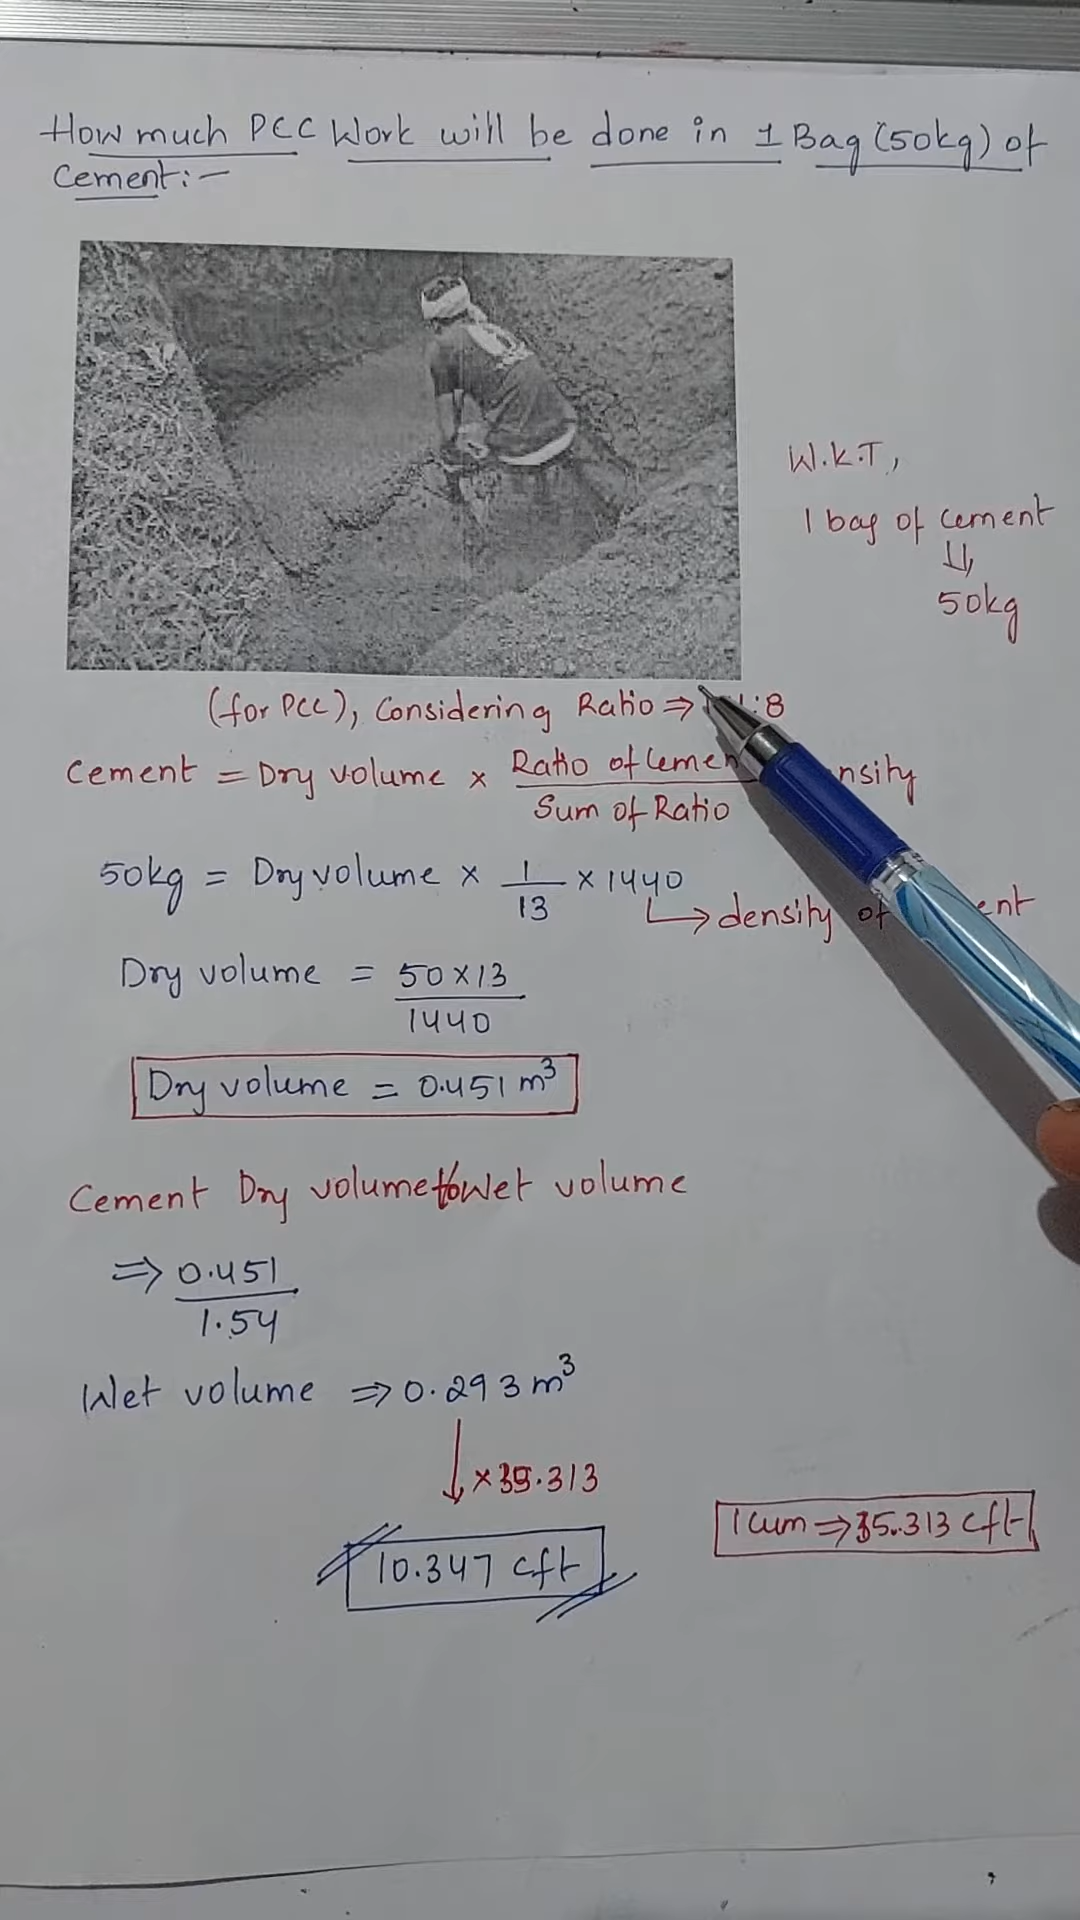 How much PCC Work will be done in 1 Bag (50kg) of
Cement:-
W.K.T,
1 bag of cement
⇓
50kg
(for PCC), Considering Ratio ⇒ :8
Cement = Dry volume × Ratio of Cemen
Sum of Ratio
50kg = Dry volume × 1/13 × 1440
↳ density of
Dry volume = 50×13
1440
Dry volume = 0.451 m³
Cement Dry volume to Wet volume
⇒ 0.451
1.54
Wet volume ⇒ 0.293 m³
↓ ×35.313
1 cum ⇒ 35.313 cft
10.347 cft